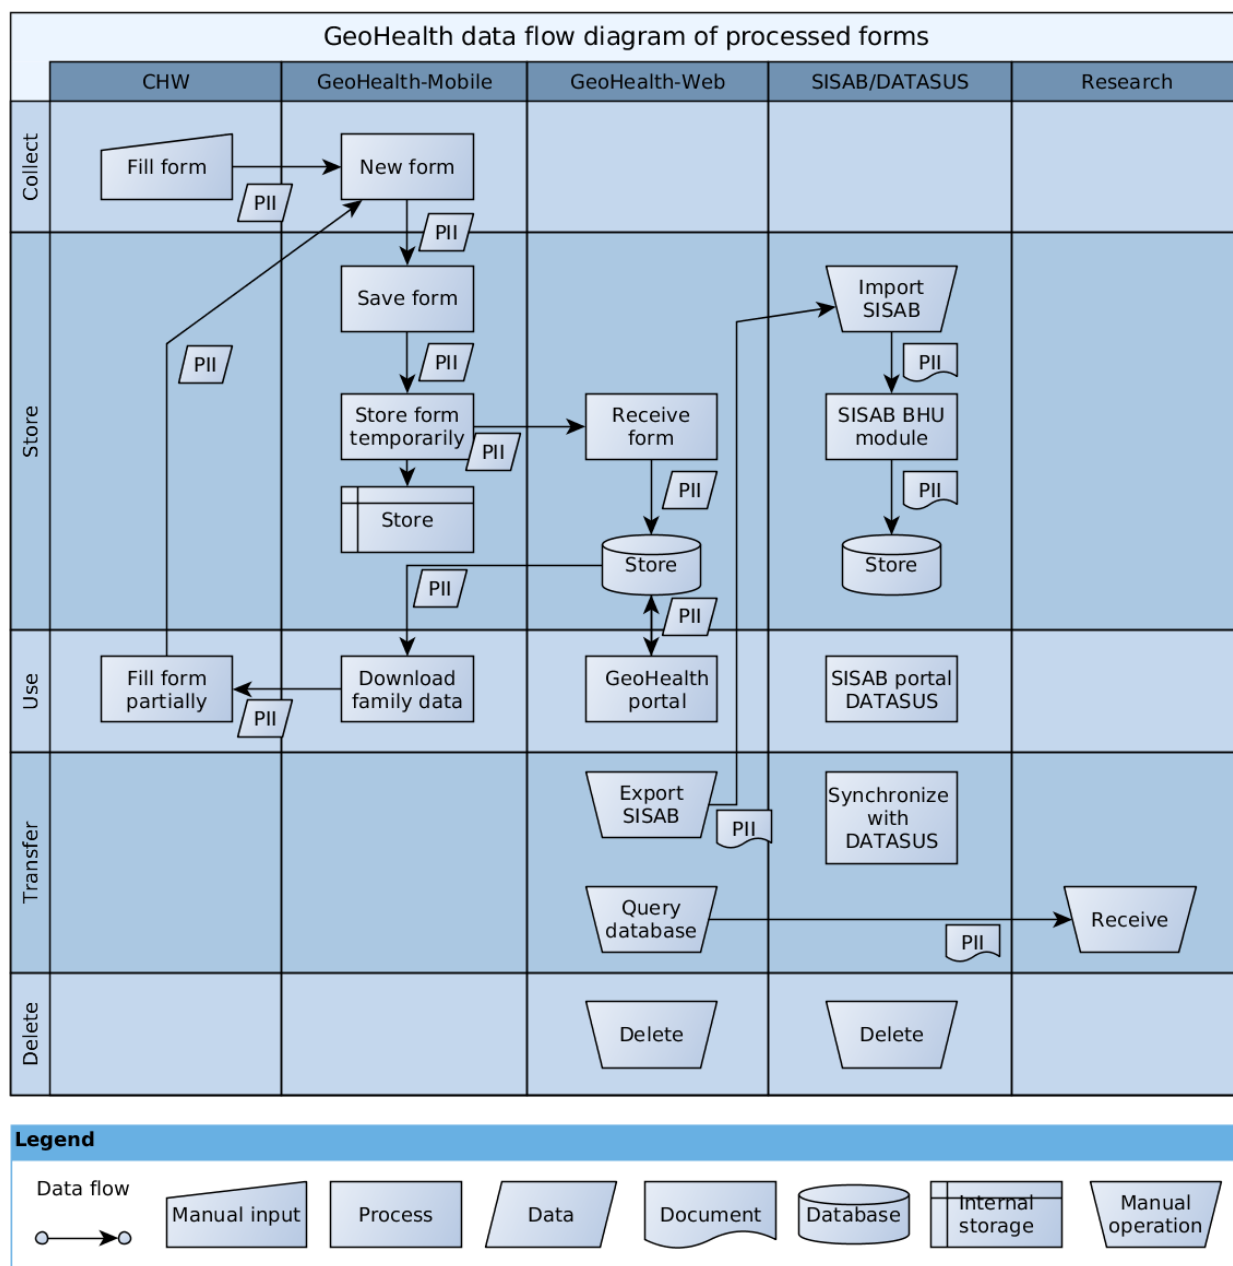 GeoHealth data flow diagram of processed forms
CHW
GeoHealth-Mobile
GeoHealth-Web
SISAB/DATASUS
Research
Collect
Fill form
PII
New form
PII
Store
Save form
PII
Import
SISAB
PII
PII
Store form
temporarily
PII
Receive
form
PII
SISAB BHU
module
PII
Store
Store
Store
PII
PII
Use
Fill form
partially
PII
Download
family data
GeoHealth
portal
SISAB portal
DATASUS
Transfer
Export
SISAB
PII
Synchronize
with
DATASUS
Query
database
PII
Receive
Delete
Delete
Delete
Legend
Data flow
Manual input
Process
Data
Document
Database
Internal
storage
Manual
operation